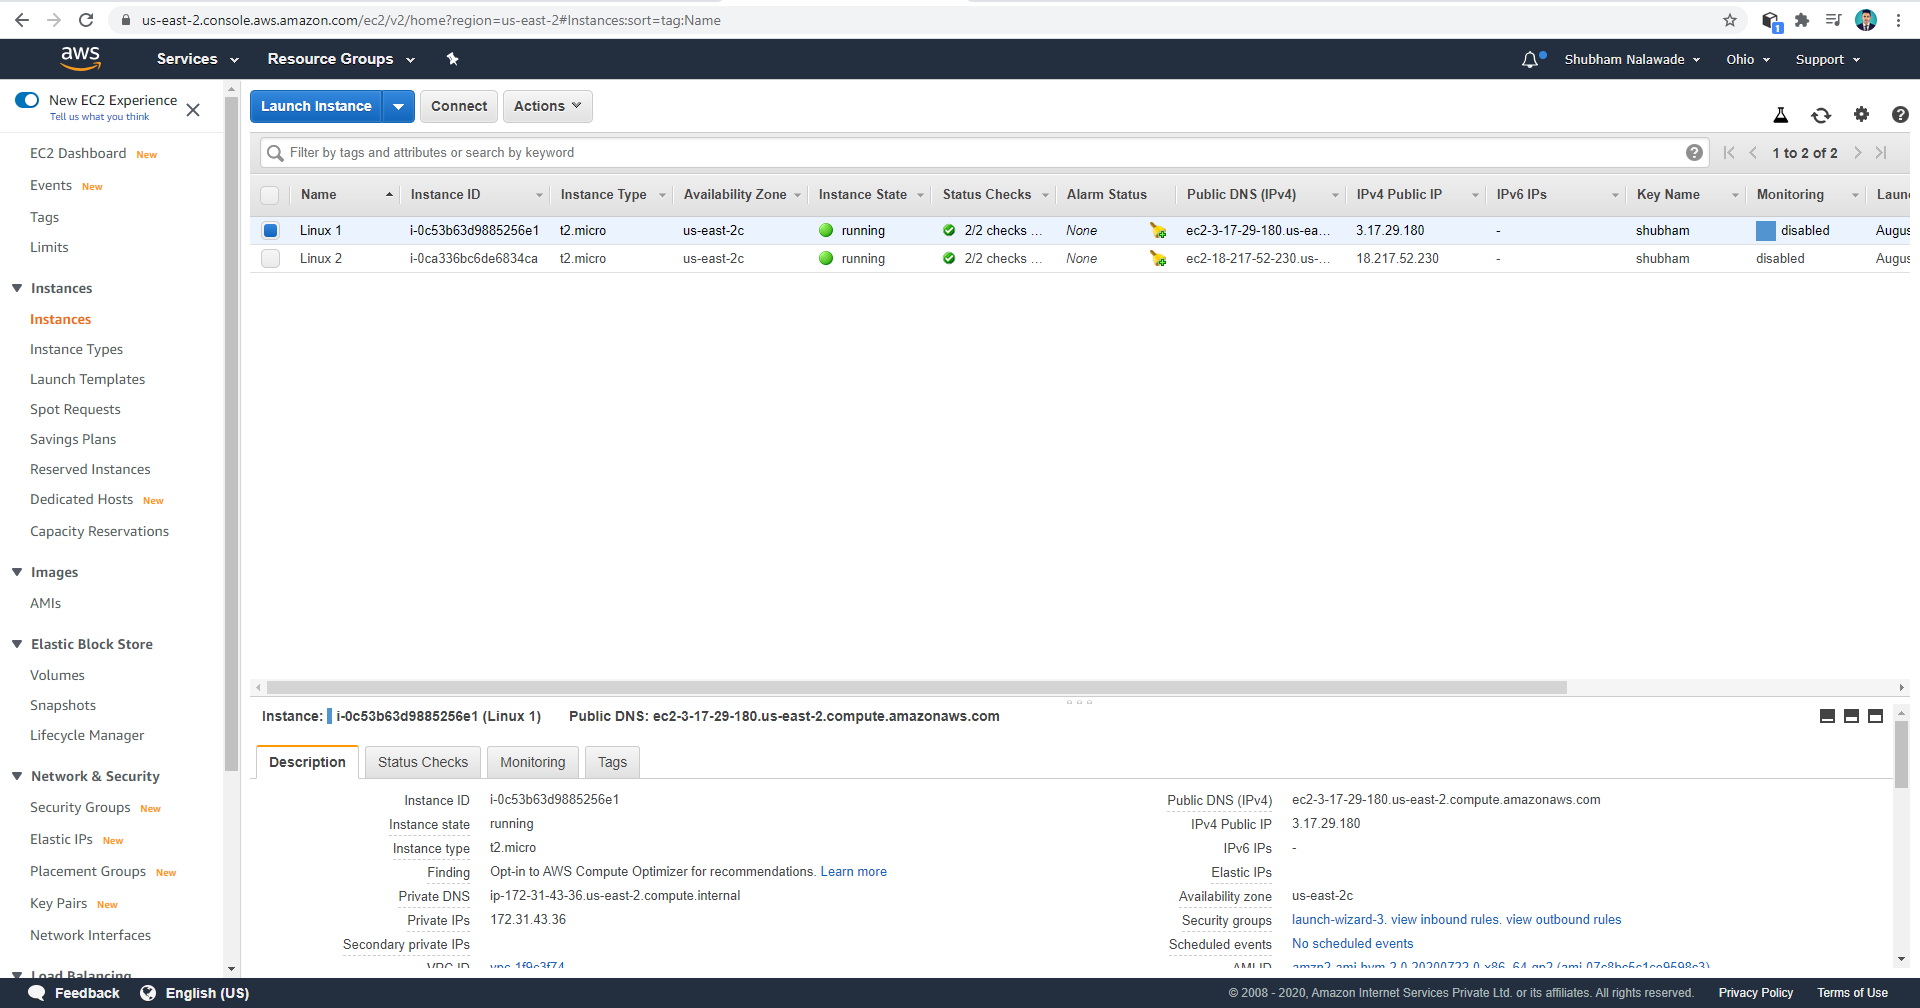 us-east-2.console.aws.amazon.com/ec2/v2/home?region=us-east-2#Instances:sort=tag:Name
1
aws
Services
Resource Groups
Shubham Nalawade
Ohio
Support
New EC2 Experience
Tell us what you think
EC2 Dashboard New
Events New
Tags
Limits
Instances
Instances
Instance Types
Launch Templates
Spot Requests
Savings Plans
Reserved Instances
Dedicated Hosts New
Capacity Reservations
Images
AMIs
Elastic Block Store
Volumes
Snapshots
Lifecycle Manager
Network & Security
Security Groups New
Elastic IPs New
Placement Groups New
Key Pairs New
Network Interfaces
Load Balancing
Launch Instance
Connect
Actions
Filter by tags and attributes or search by keyword
1 to 2 of 2
Name Instance ID Instance Type Availability Zone Instance State Status Checks Alarm Status Public DNS (IPv4) IPv4 Public IP IPv6 IPs Key Name Monitoring Laun
Linux 1 i-0c53b63d9885256e1 t2.micro us-east-2c running 2/2 checks ... None ec2-3-17-29-180.us-ea... 3.17.29.180 - shubham disabled Augus
Linux 2 i-0ca336bc6de6834ca t2.micro us-east-2c running 2/2 checks ... None ec2-18-217-52-230.us-... 18.217.52.230 - shubham disabled Augus
Instance: i-0c53b63d9885256e1 (Linux 1) Public DNS: ec2-3-17-29-180.us-east-2.compute.amazonaws.com
Description Status Checks Monitoring Tags
Instance ID i-0c53b63d9885256e1
Instance state running
Instance type t2.micro
Finding Opt-in to AWS Compute Optimizer for recommendations. Learn more
Private DNS ip-172-31-43-36.us-east-2.compute.internal
Private IPs 172.31.43.36
Secondary private IPs
VPC ID vpc-1f9c3f74
Public DNS (IPv4) ec2-3-17-29-180.us-east-2.compute.amazonaws.com
IPv4 Public IP 3.17.29.180
IPv6 IPs -
Elastic IPs
Availability zone us-east-2c
Security groups launch-wizard-3. view inbound rules. view outbound rules
Scheduled events No scheduled events
AMI ID amzn2-ami-hvm-2.0.20200722.0-x86_64-gp2 (ami-07c8bc5c1ce9598c3)
Feedback
English (US)
© 2008 - 2020, Amazon Internet Services Private Ltd. or its affiliates. All rights reserved.
Privacy Policy
Terms of Use